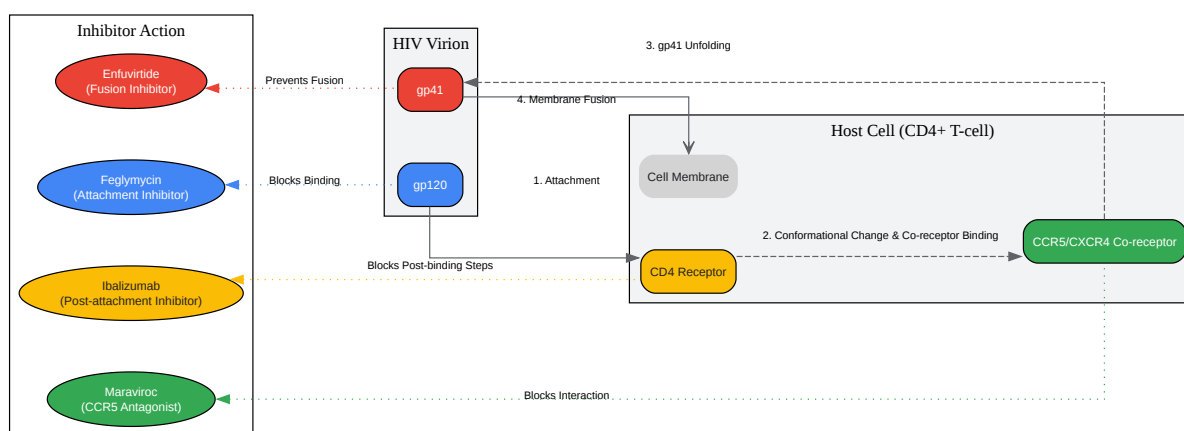 Inhibitor Action
Enfuvirtide
(Fusion Inhibitor)
Feglymycin
(Attachment Inhibitor)
Ibalizumab
(Post-attachment Inhibitor)
Maraviroc
(CCR5 Antagonist)
Prevents Fusion
Blocks Binding
Blocks Post-binding Steps
Blocks Interaction
HIV Virion
gp41
gp120
3. gp41 Unfolding
4. Membrane Fusion
1. Attachment
Host Cell (CD4+ T-cell)
Cell Membrane
CD4 Receptor
2. Conformational Change & Co-receptor Binding
CCR5/CXCR4 Co-receptor